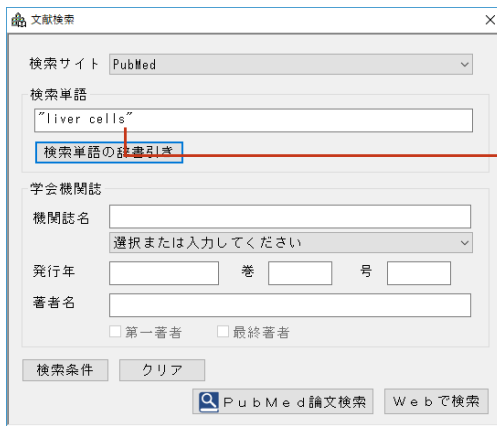 文献検索
検索サイト PubMed
検索単語
"liver cells"
検索単語の辞書引き
学会機関誌
機関誌名
選択または入力してください
発行年 巻 号
著者名
第一著者 最終著者
検索条件 クリア
PubMed論文検索 Webで検索